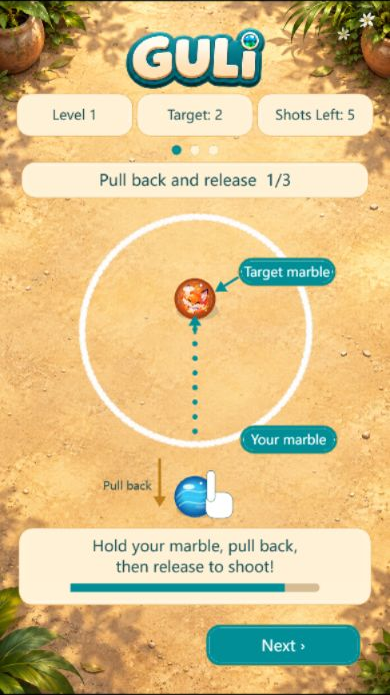 GULi
Level 1
Target: 2
Shots Left: 5
Pull back and release 1/3
Target marble
Your marble
Pull back
Hold your marble, pull back,
then release to shoot!
Next ›